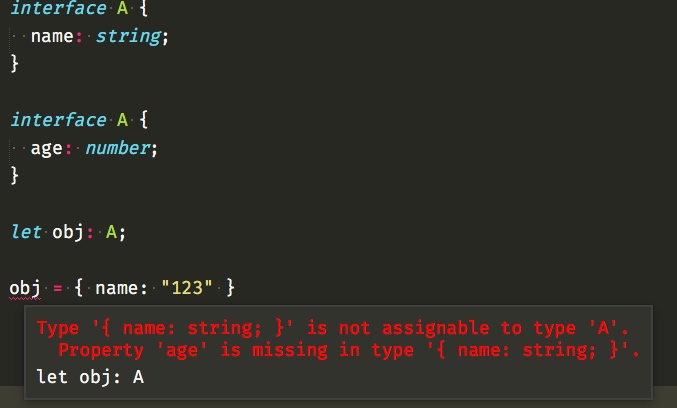 interface A {
  name: string;
}
interface A {
  age: number;
}
let obj: A;
obj = { name: "123" }
Type '{ name: string; }' is not assignable to type 'A'.
  Property 'age' is missing in type '{ name: string; }'.
let obj: A